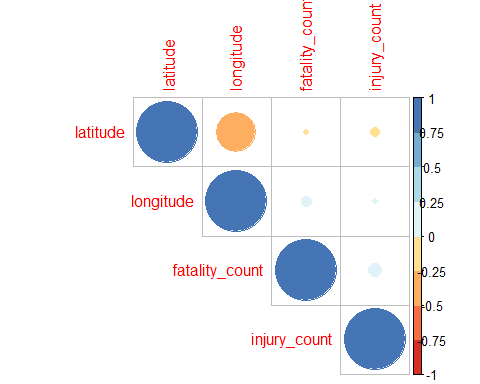 latitude
longitude
fatality_count
injury_count
latitude
longitude
fatality_count
injury_count
1
0.75
0.5
0.25
0
-0.25
-0.5
-0.75
-1